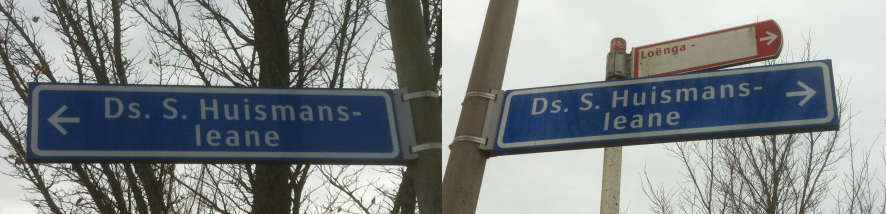 Ds. S. Huismans-
leane
Loënga -
Ds. S. Huismans-
leane